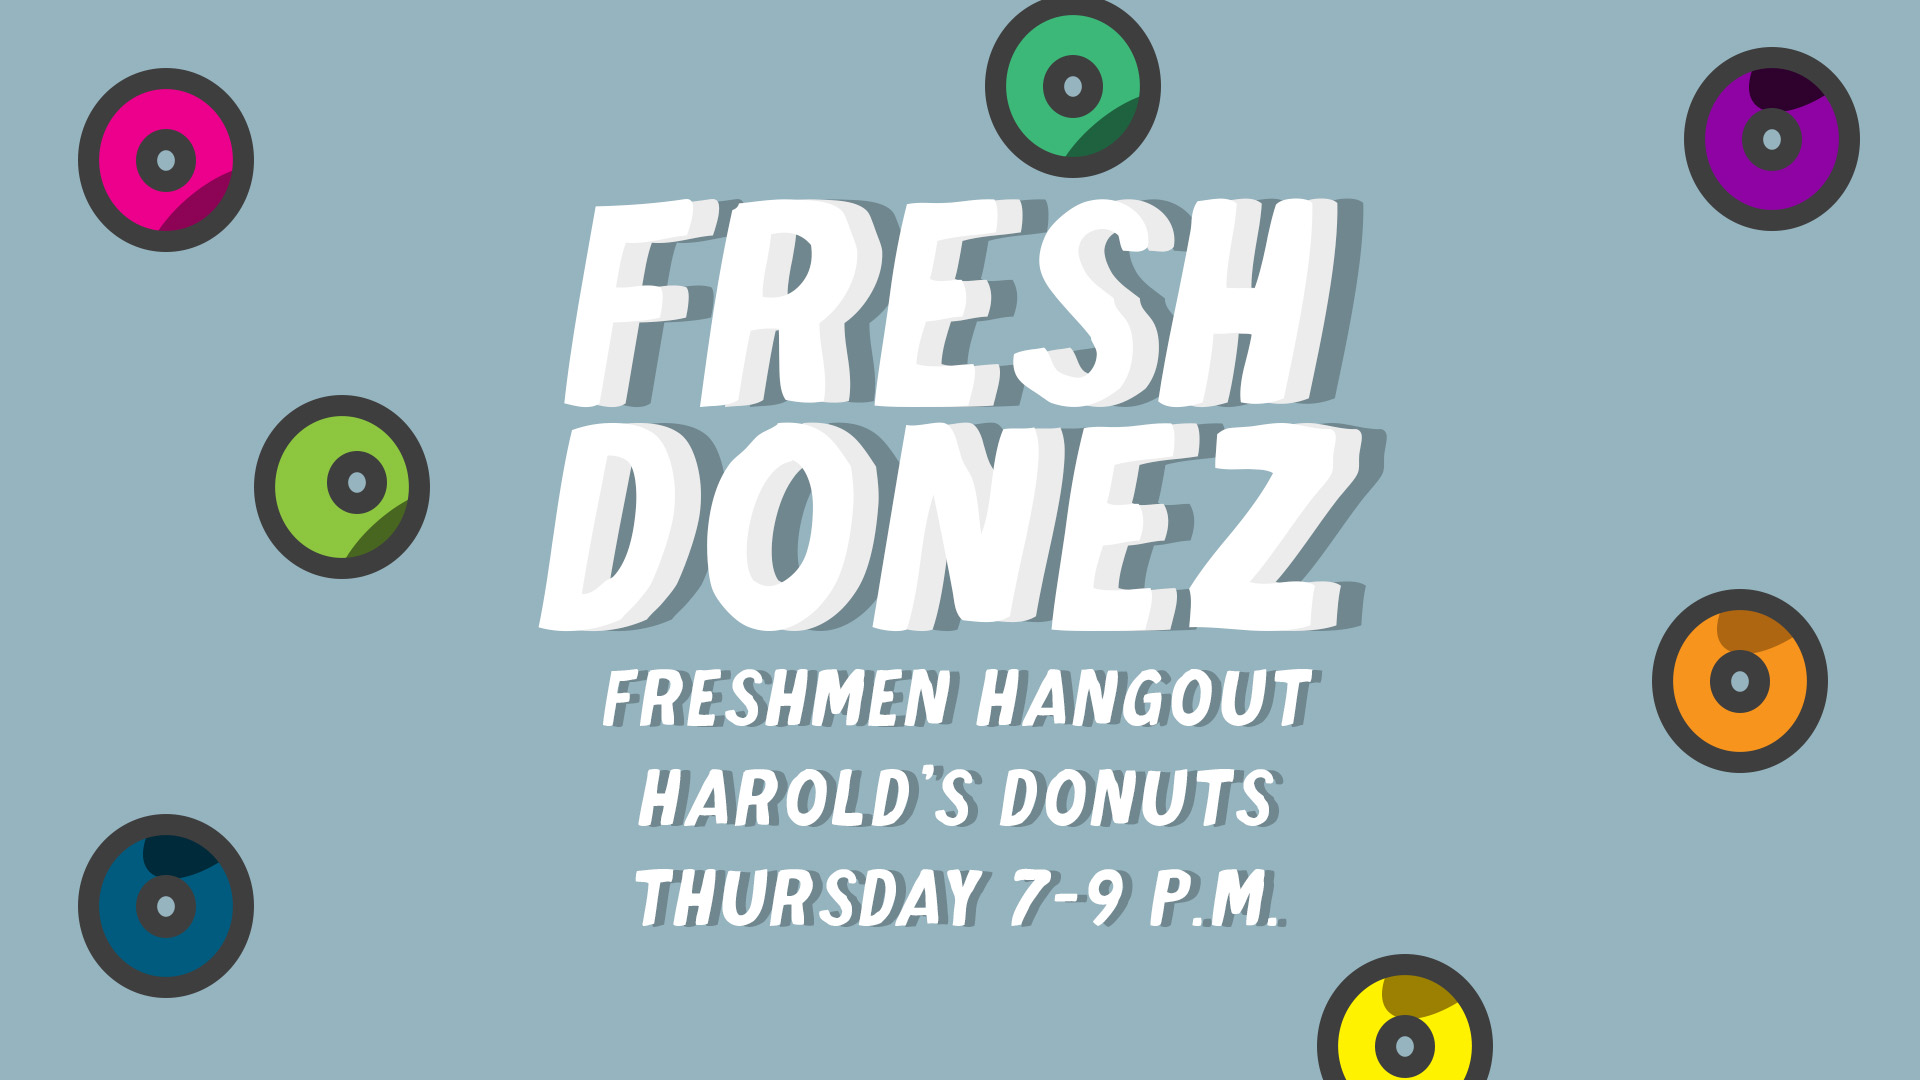 FRESH
DONEZ
FRESHMEN HANGOUT
HAROLD'S DONUTS
THURSDAY 7-9 P.M.